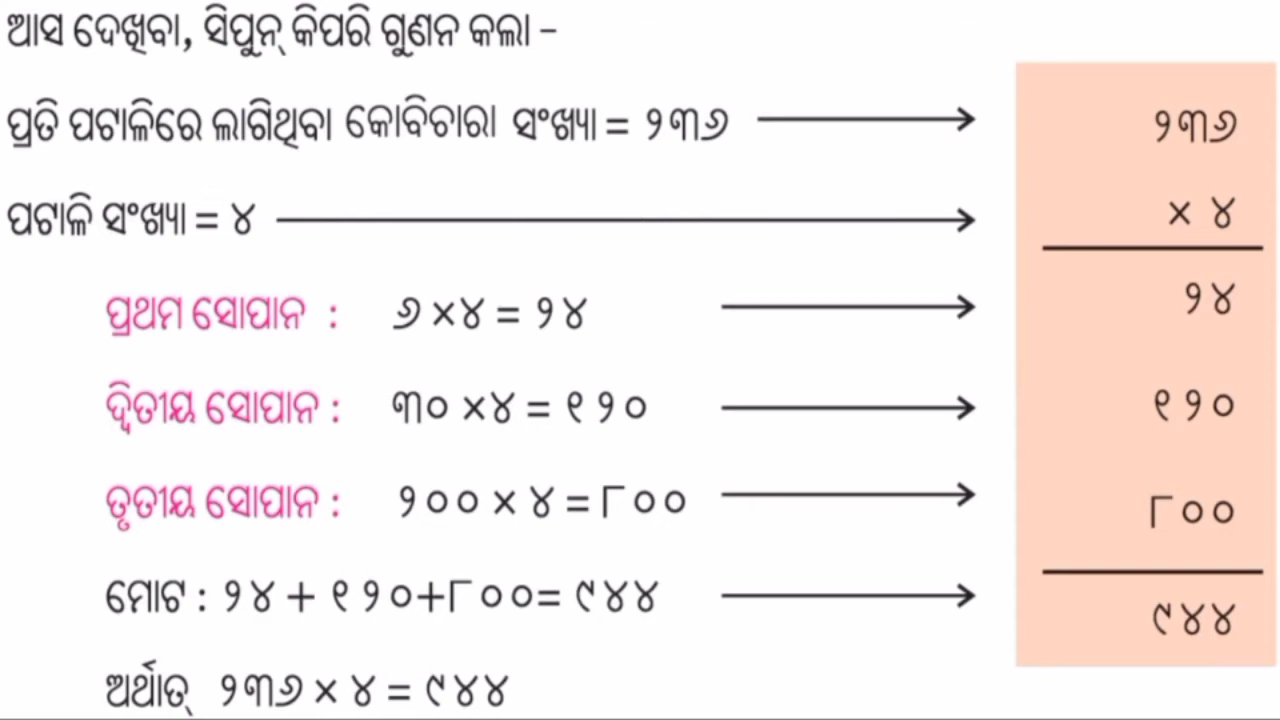 ଆସ ଦେଖିବା, ସିପୁନ୍ କିପରି ଗୁଣନ କଲା –
ପ୍ରତି ପଟାଳିରେ ଲାଗିଥିବା କୋବିଚାରା ସଂଖ୍ୟା = ୨୩୬ ⟶ ୨୩୬
ପଟାଳି ସଂଖ୍ୟା = ୪ ⟶ × ୪
ପ୍ରଥମ ସୋପାନ : ୬ ×୪ = ୨୪ ⟶ ୨୪
ଦ୍ୱିତୀୟ ସୋପାନ : ୩୦ ×୪ = ୧୨୦ ⟶ ୧୨୦
ତୃତୀୟ ସୋପାନ : ୨୦୦ × ୪ = ୮୦୦ ⟶ ୮୦୦
ମୋଟ : ୨୪ + ୧୨୦+୮୦୦= ୯୪୪ ⟶ ୯୪୪
ଅର୍ଥାତ୍ ୨୩୬ × ୪ = ୯୪୪